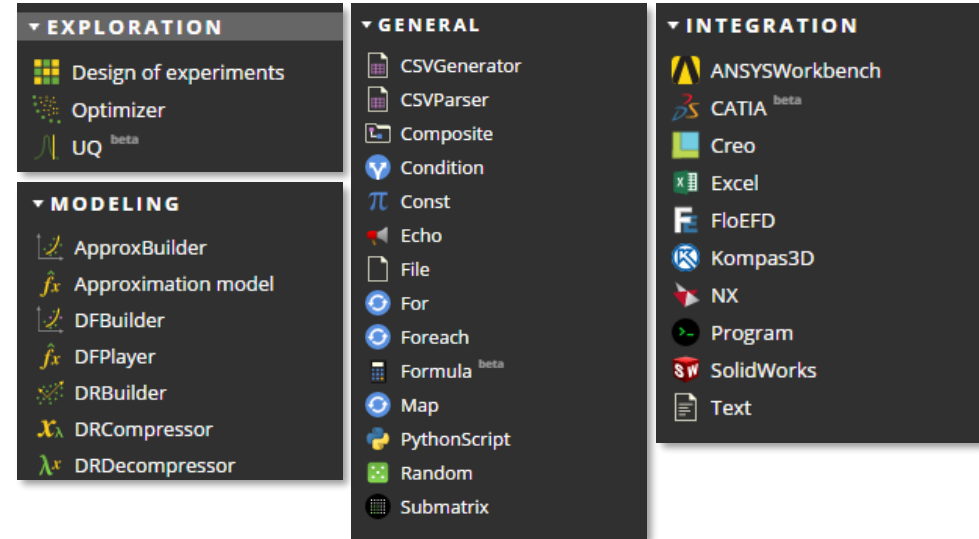 EXPLORATION
Design of experiments
Optimizer
UQ beta
MODELING
ApproxBuilder
Approximation model
DFBuilder
DFPlayer
DRBuilder
DRCompressor
DRDecompressor
GENERAL
CSVGenerator
CSVParser
Composite
Condition
Const
Echo
File
For
Foreach
Formula beta
Map
PythonScript
Random
Submatrix
INTEGRATION
ANSYSWorkbench
CATIA beta
Creo
Excel
FloEFD
Kompas3D
NX
Program
SolidWorks
Text